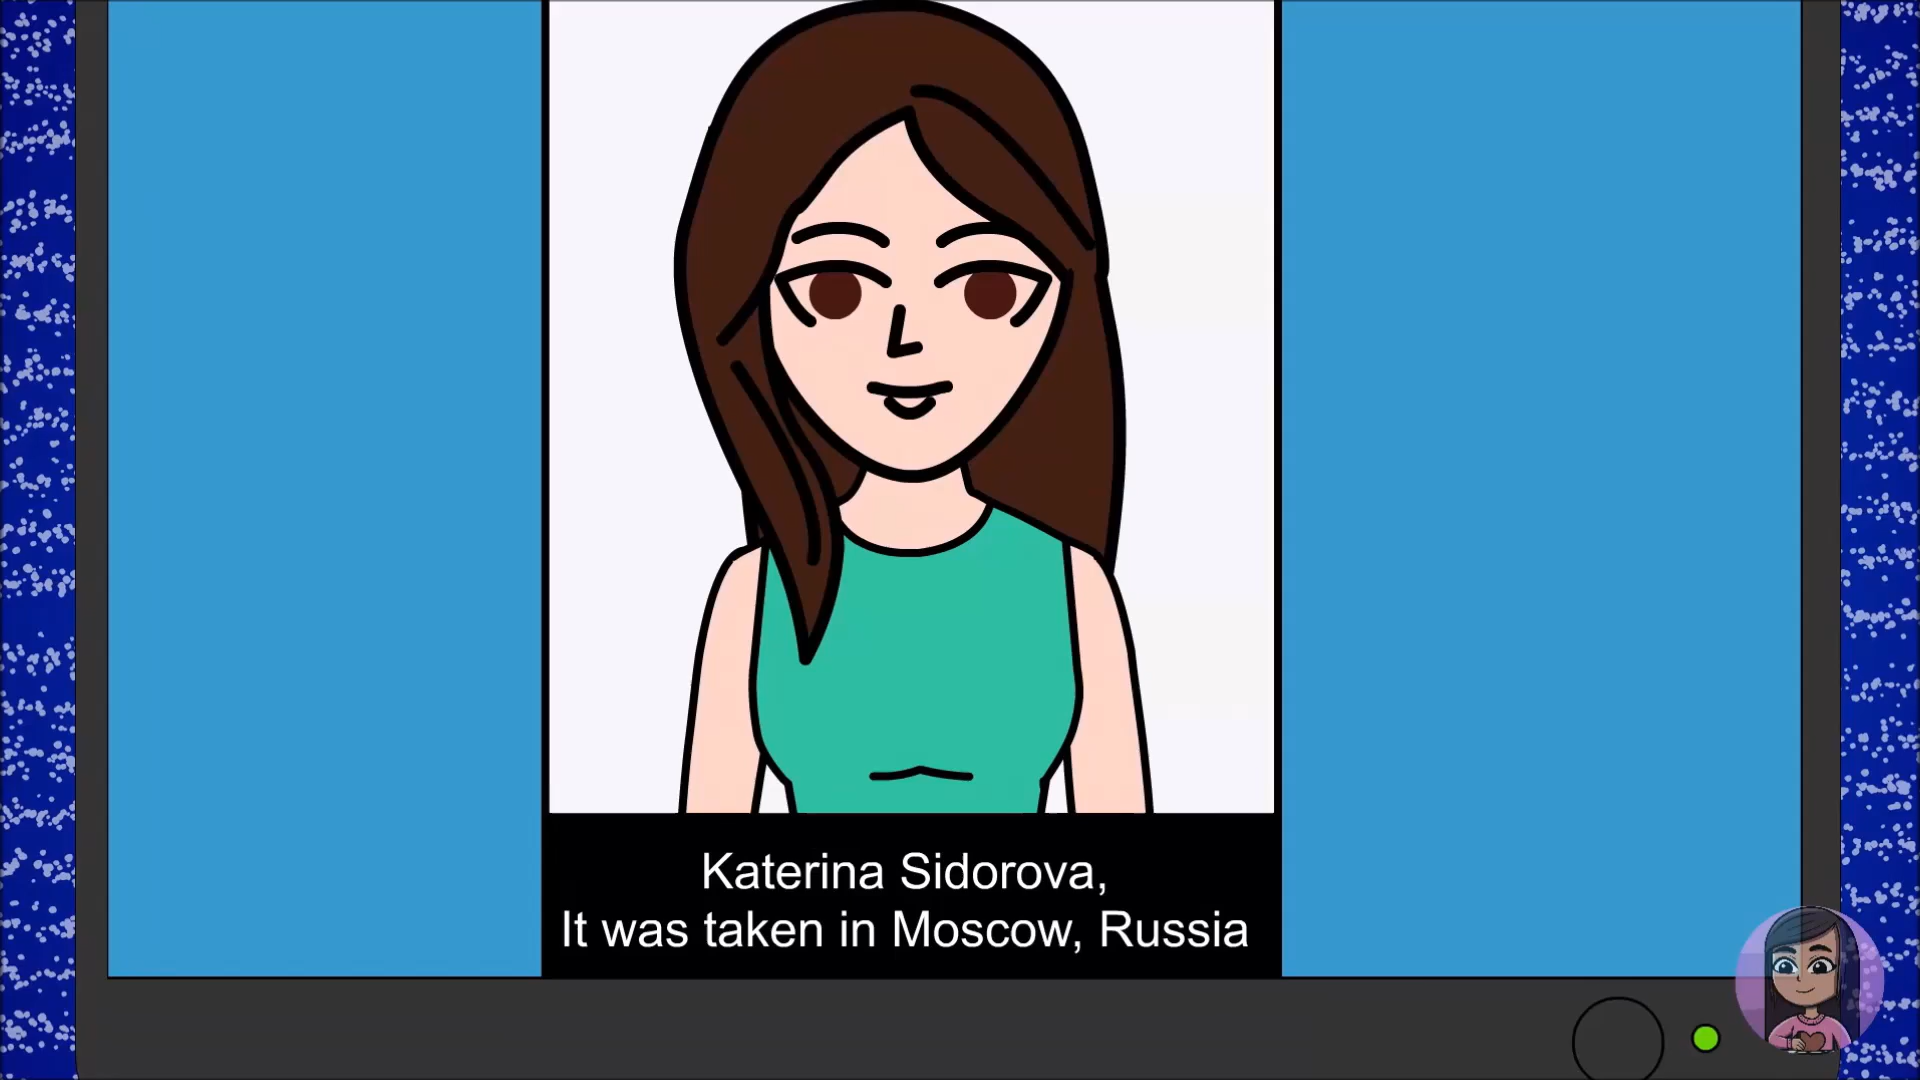 Katerina Sidorova,
It was taken in Moscow, Russia